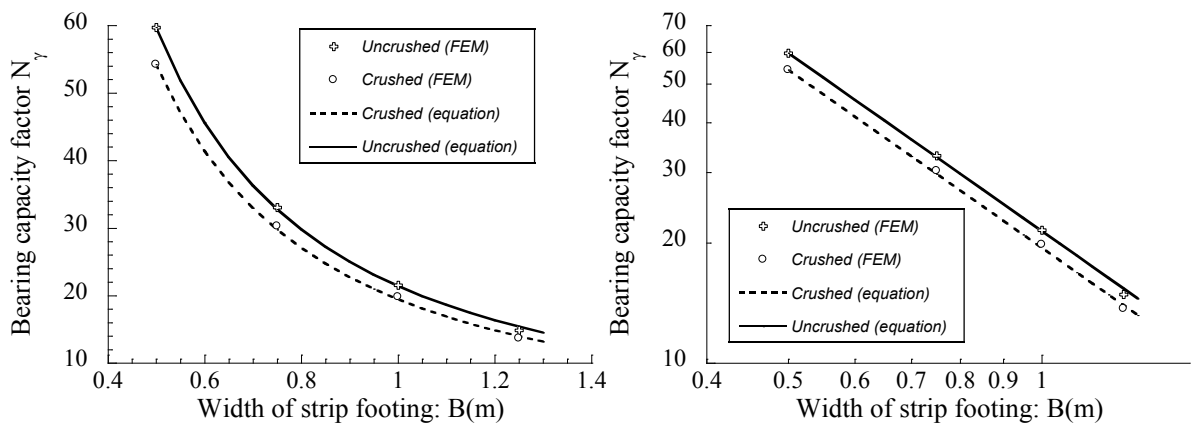 Bearing capacity factor Nγ
60
50
40
30
20
10
Uncrushed (FEM)
Crushed (FEM)
Crushed (equation)
Uncrushed (equation)
0.4
0.6
0.8
1
1.2
1.4
Width of strip footing: B(m)
Bearing capacity factor Nγ
70
60
50
40
30
20
10
Uncrushed (FEM)
Crushed (FEM)
Crushed (equation)
Uncrushed (equation)
0.4
0.5
0.6
0.7
0.8
0.9
1
Width of strip footing: B(m)